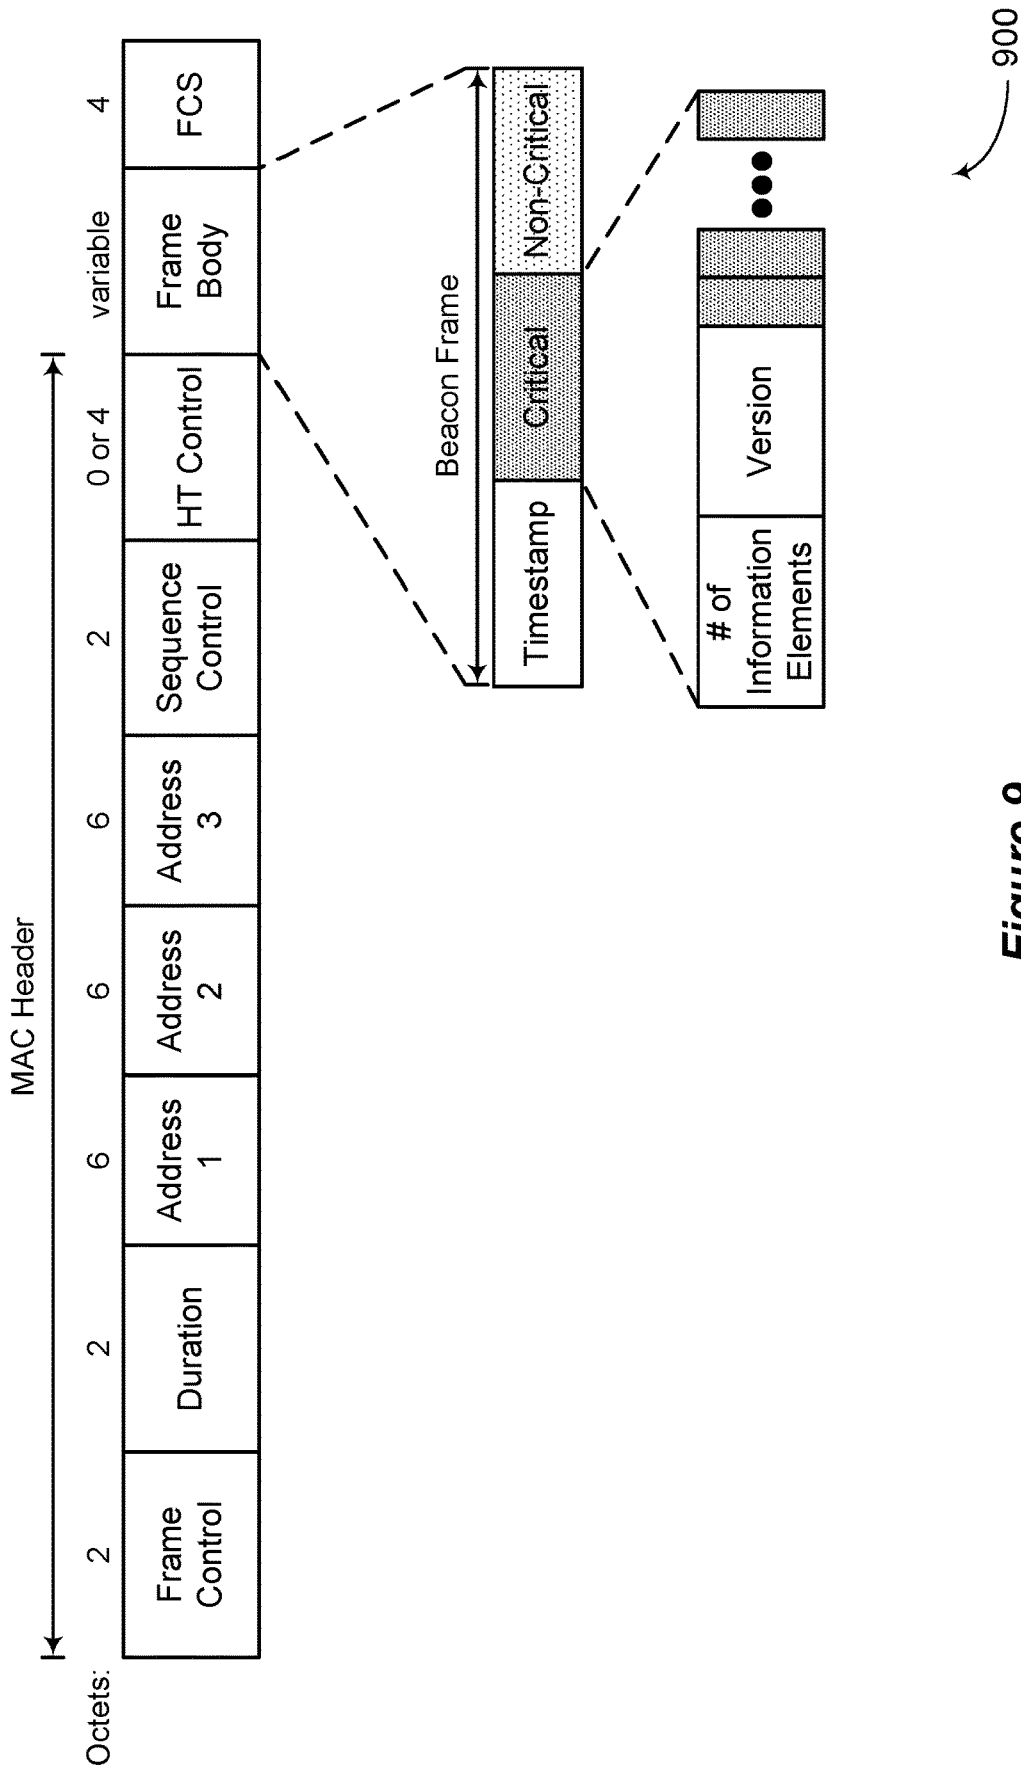 MAC Header
Octets:
2
2
6
6
6
2
0 or 4
variable
4
Frame
Control
Duration
Address
1
Address
2
Address
3
Sequence
Control
HT Control
Frame
Body
FCS
Beacon Frame
Timestamp
Critical
Non-Critical
# of
Information
Elements
Version
900
Figure 9